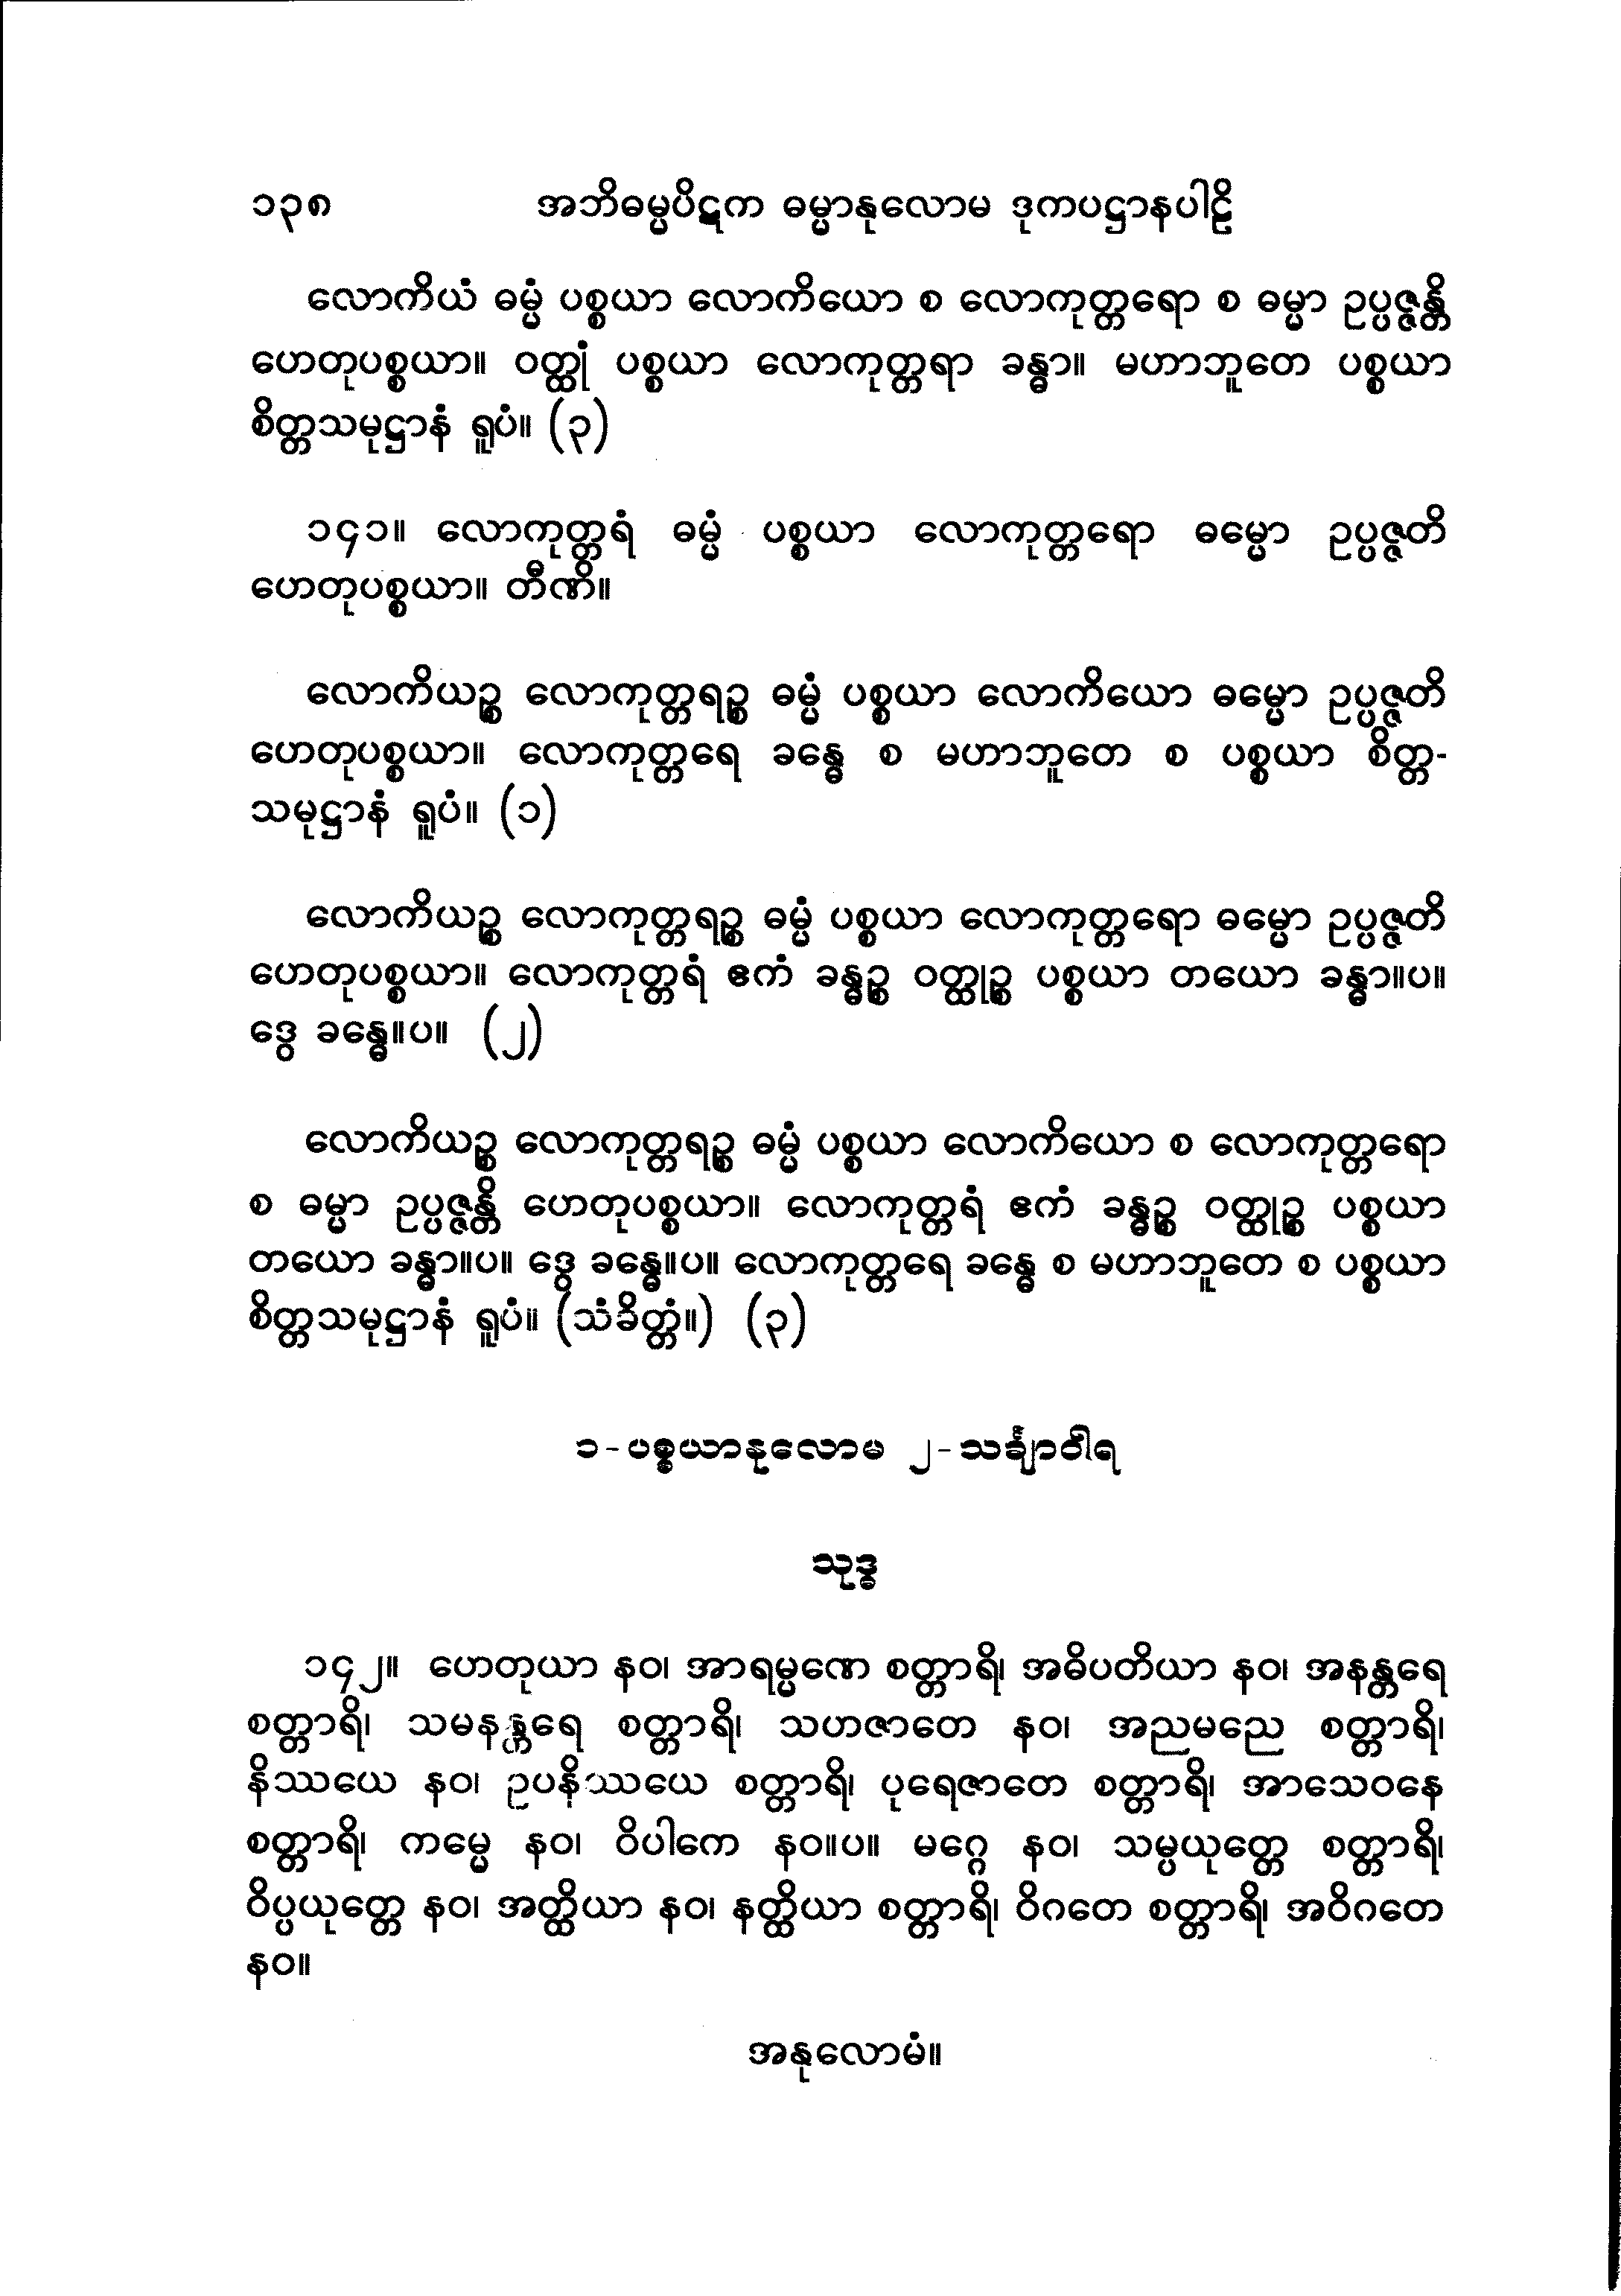 ၁၃၈ အဘိဓမ္မပိဋက ဓမ္မာနုလောမ ဒုကပဋ္ဌာနပါဠိ
လောကိယံ ဓမ္မံ ပစ္စယာ လောကိယော စ လောကုတ္တရော စ ဓမ္မာ ဥပ္ပဇ္ဇန္တိ
ဟေတုပစ္စယာ။ ဝတ္ထုံ ပစ္စယာ လောကုတ္တရာ ခန္ဓာ။ မဟာဘူတေ ပစ္စယာ
စိတ္တသမုဋ္ဌာနံ ရူပံ။ (၃)
၁၄၁။ လောကုတ္တရံ ဓမ္မံ ပစ္စယာ လောကုတ္တရော ဓမ္မော ဥပ္ပဇ္ဇတိ
ဟေတုပစ္စယာ။ တီဏိ။
လောကိယဉ္စ လောကုတ္တရဉ္စ ဓမ္မံ ပစ္စယာ လောကိယော ဓမ္မော ဥပ္ပဇ္ဇတိ
ဟေတုပစ္စယာ။ လောကုတ္တရေ ခန္ဓေ စ မဟာဘူတေ စ ပစ္စယာ စိတ္တ-
သမုဋ္ဌာနံ ရူပံ။ (၁)
လောကိယဉ္စ လောကုတ္တရဉ္စ ဓမ္မံ ပစ္စယာ လောကုတ္တရော ဓမ္မော ဥပ္ပဇ္ဇတိ
ဟေတုပစ္စယာ။ လောကုတ္တရံ ဧကံ ခန္ဓဉ္စ ဝတ္ထုဉ္စ ပစ္စယာ တယော ခန္ဓာ။ပ။
ဒွေ ခန္ဓေ။ပ။ (၂)
လောကိယဉ္စ လောကုတ္တရဉ္စ ဓမ္မံ ပစ္စယာ လောကိယော စ လောကုတ္တရော
စ ဓမ္မာ ဥပ္ပဇ္ဇန္တိ ဟေတုပစ္စယာ။ လောကုတ္တရံ ဧကံ ခန္ဓဉ္စ ဝတ္ထုဉ္စ ပစ္စယာ
တယော ခန္ဓာ။ပ။ ဒွေ ခန္ဓေ။ပ။ လောကုတ္တရေ ခန္ဓေ စ မဟာဘူတေ စ ပစ္စယာ
စိတ္တသမုဋ္ဌာနံ ရူပံ။ (သံခိတ္တံ။) (၃)
၁-ပစ္စယာနုလောမ ၂-သင်္ချာဝါရ
သုဒ္ဓ
၁၄၂။ ဟေတုယာ နဝ၊ အာရမ္မဏေ စတ္တာရိ၊ အဓိပတိယာ နဝ၊ အနန္တရေ
စတ္တာရိ၊ သမနန္တရေ စတ္တာရိ၊ သဟဇာတေ နဝ၊ အညမညေ စတ္တာရိ၊
နိဿယေ နဝ၊ ဥပနိဿယေ စတ္တာရိ၊ ပုရေဇာတေ စတ္တာရိ၊ အာသေဝနေ
စတ္တာရိ၊ ကမ္မေ နဝ၊ ဝိပါကေ နဝ။ပ။ မဂ္ဂေ နဝ၊ သမ္ပယုတ္တေ စတ္တာရိ၊
ဝိပ္ပယုတ္တေ နဝ၊ အတ္ထိယာ နဝ၊ နတ္ထိယာ စတ္တာရိ၊ ဝိဂတေ စတ္တာရိ၊ အဝိဂတေ
နဝ။
အနုလောမံ။